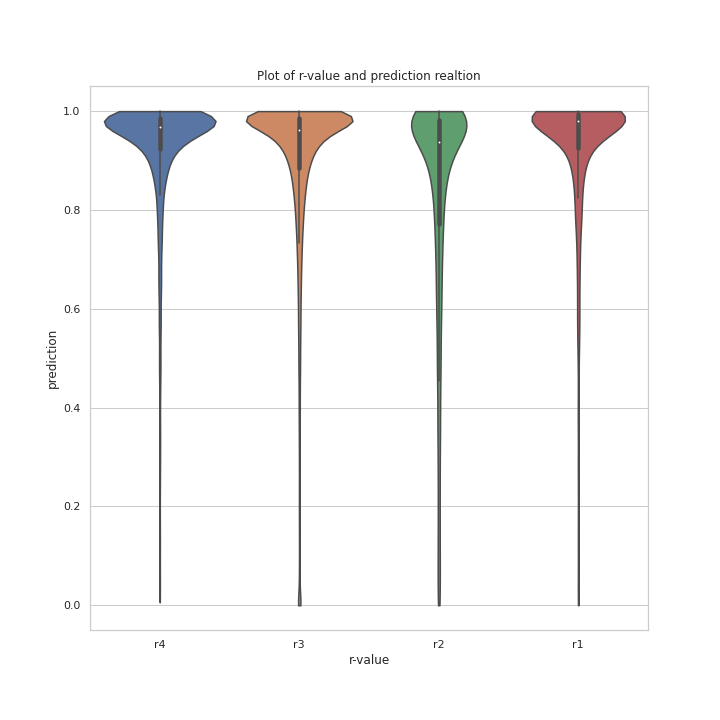 Plot of r-value and prediction realtion
1.0
0.8
0.6
0.4
0.2
0.0
prediction
r4 r3 r2 r1
r-value